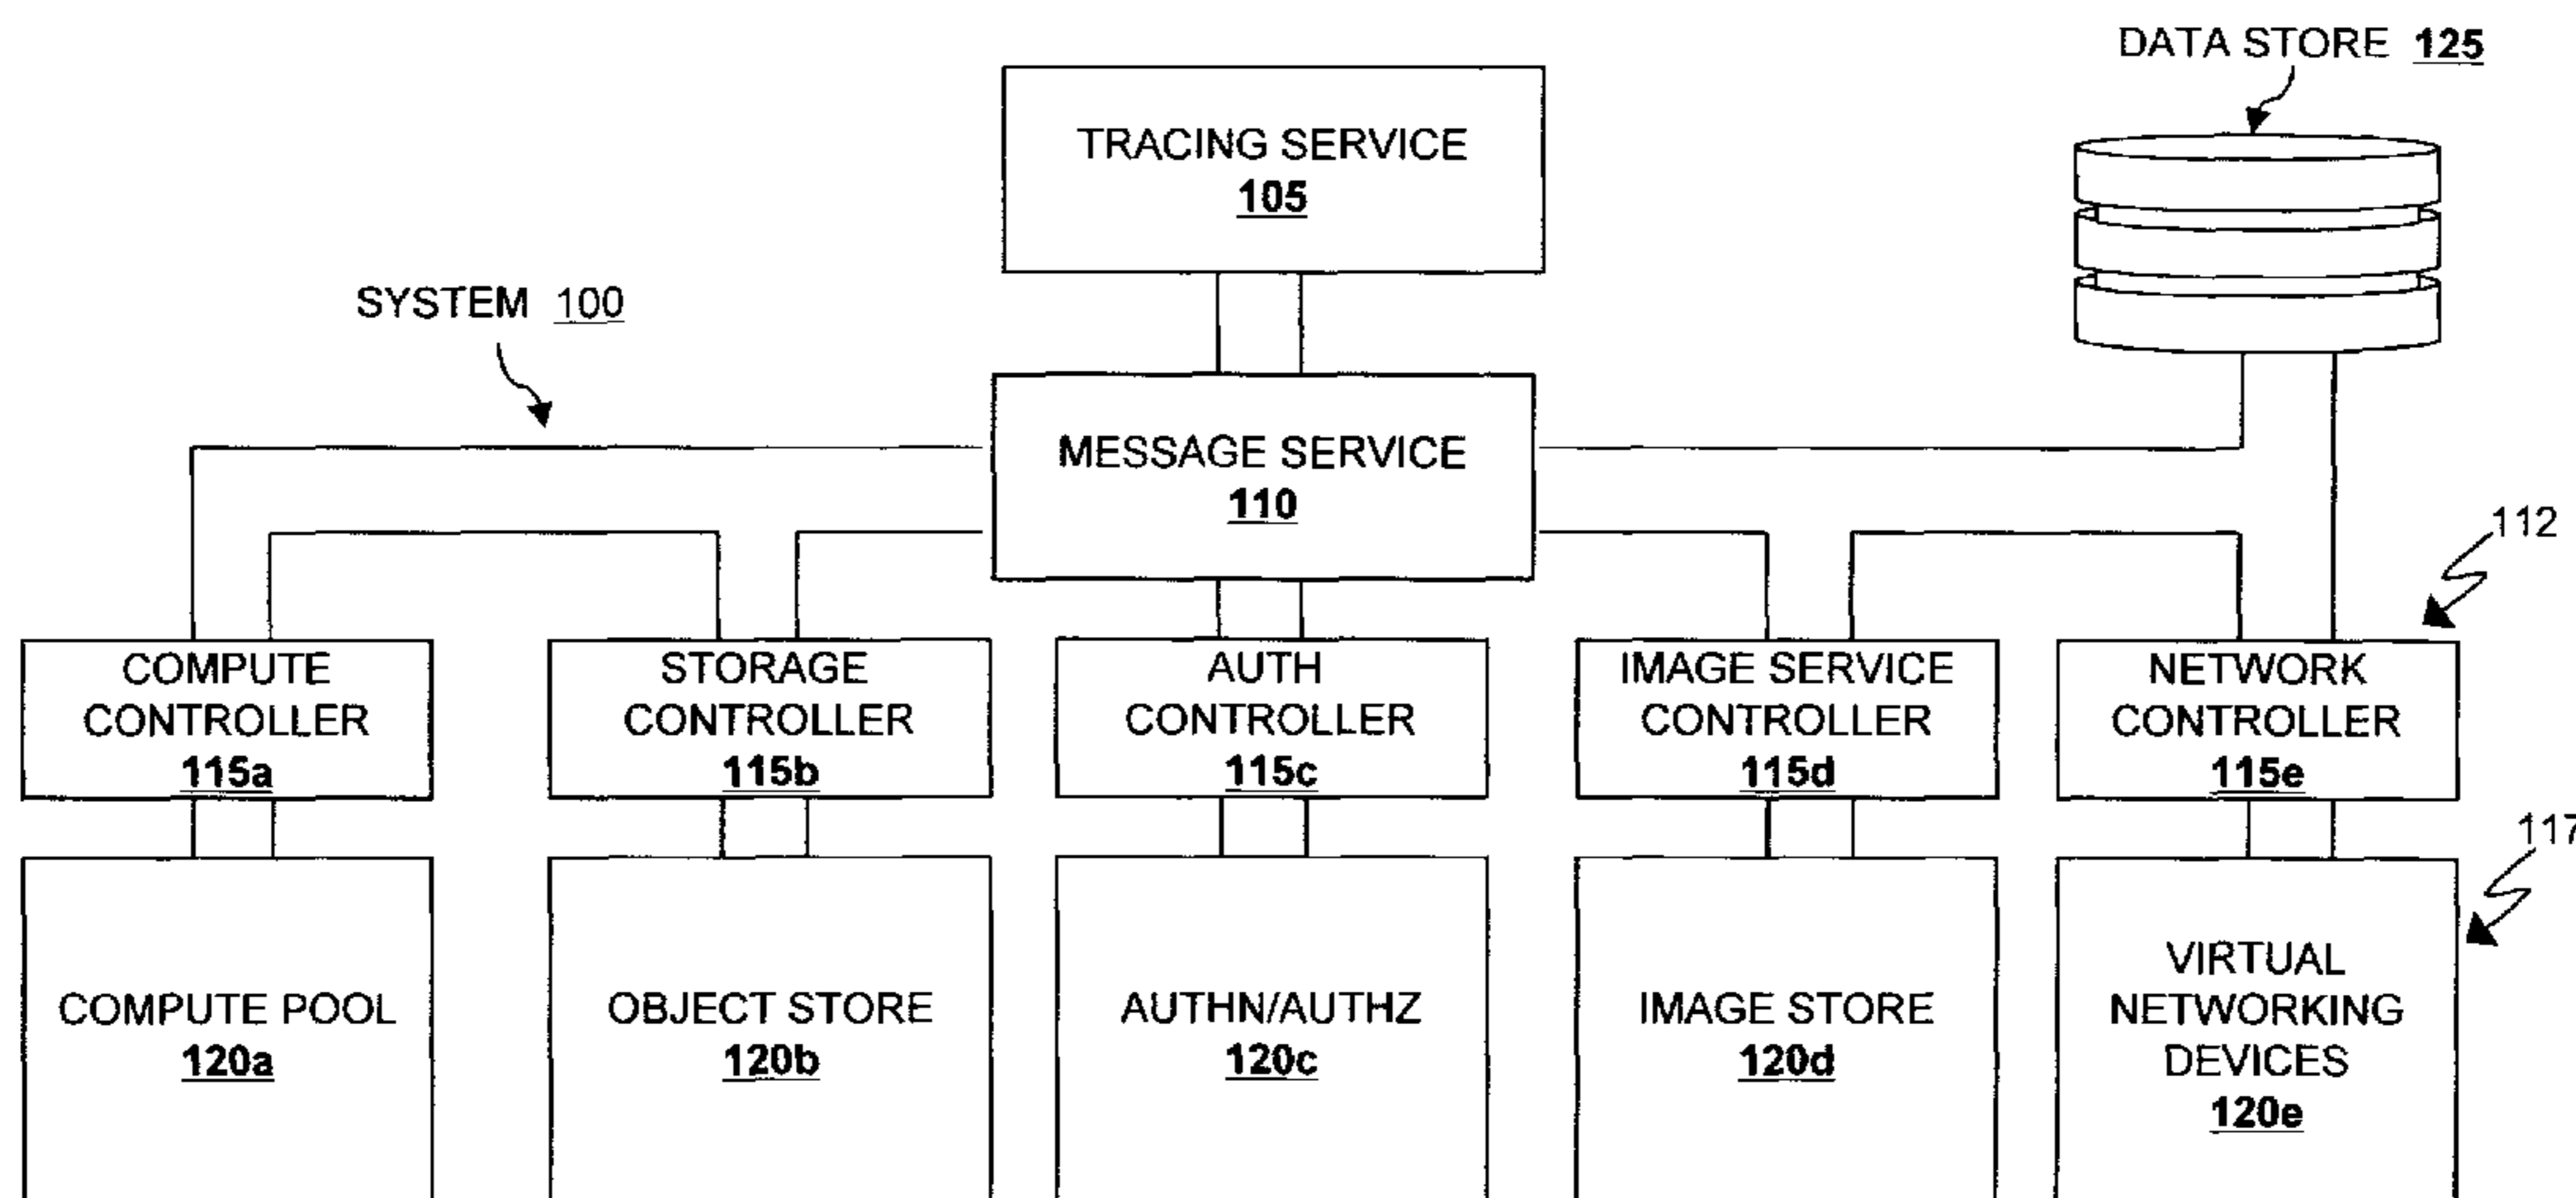 DATA STORE 125
TRACING SERVICE
105
SYSTEM 100
MESSAGE SERVICE
110
112
COMPUTE
CONTROLLER
115a
STORAGE
CONTROLLER
115b
AUTH
CONTROLLER
115c
IMAGE SERVICE
CONTROLLER
115d
NETWORK
CONTROLLER
115e
117
COMPUTE POOL
120a
OBJECT STORE
120b
AUTHN/AUTHZ
120c
IMAGE STORE
120d
VIRTUAL
NETWORKING
DEVICES
120e